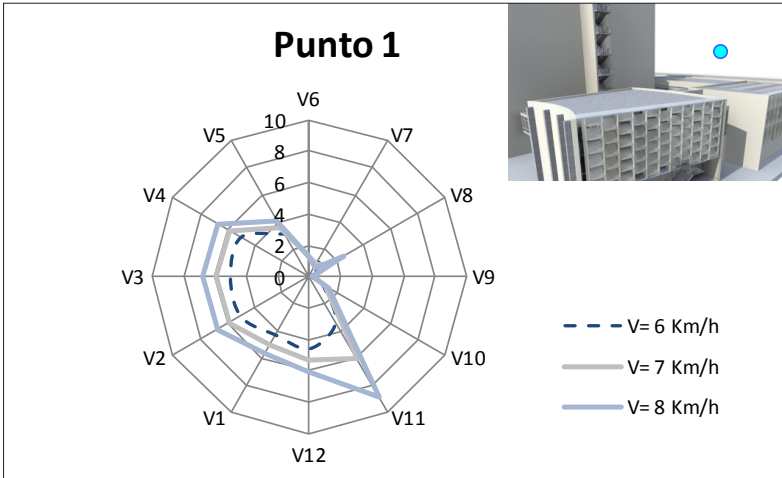 Punto 1
V6
V5
V7
V4
V8
V3
V9
V2
V10
V1
V11
V12
10
8
6
4
2
0
V= 6 Km/h
V= 7 Km/h
V= 8 Km/h